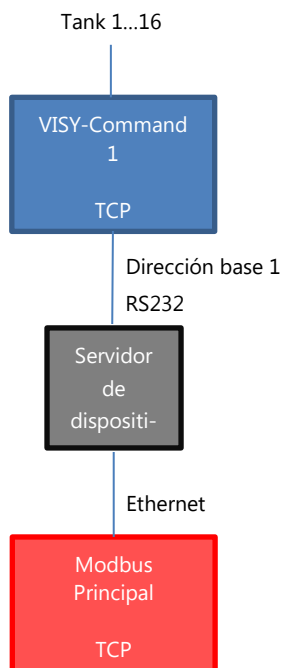 Tank 1...16
VISY-Command
1
TCP
Dirección base 1
RS232
Servidor
de
dispositi-
Ethernet
Modbus
Principal
TCP